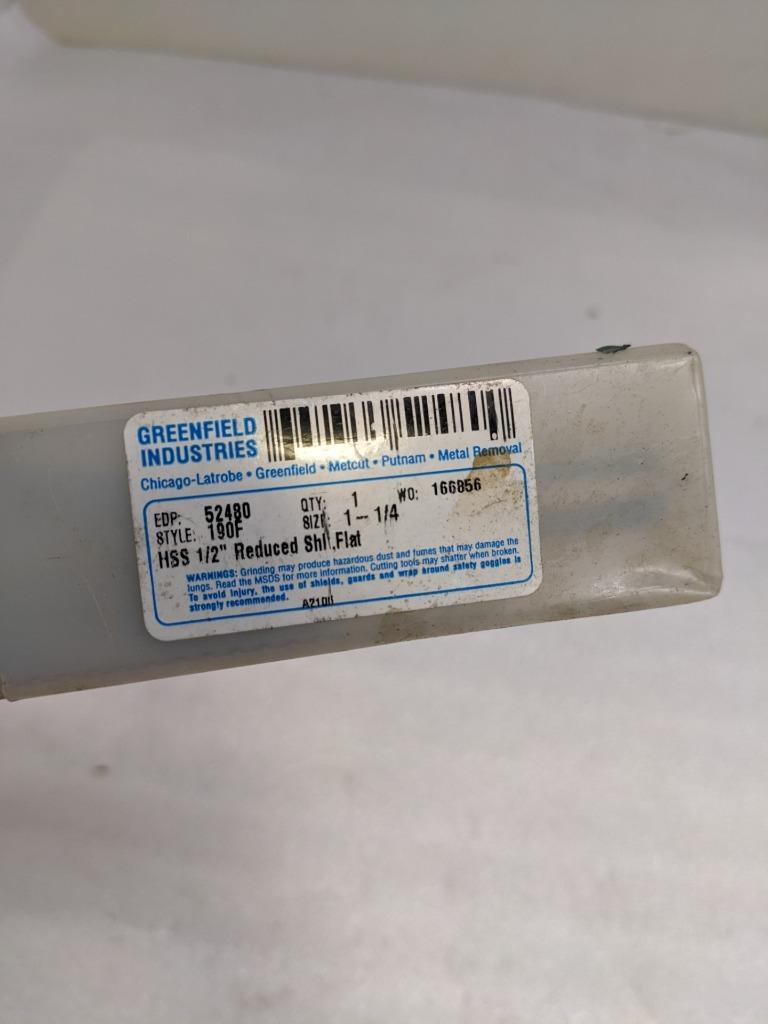 GREENFIELD
INDUSTRIES
Chicago-Latrobe • Greenfield • Metcut • Putnam • Metal Removal
EDP: 52480 QTY: 1 WO: 166856
STYLE: 190F SIZE 1-- 1/4
HSS 1/2" Reduced Flat
WARNINGS: Grinding may produce hazardous dust and fumes that may damage the
lungs. Read the MSDS for more information. Cutting tools may shatter when broken.
To avoid injury, the use of shields, guards and wrap around safety goggles is
strongly recommended.